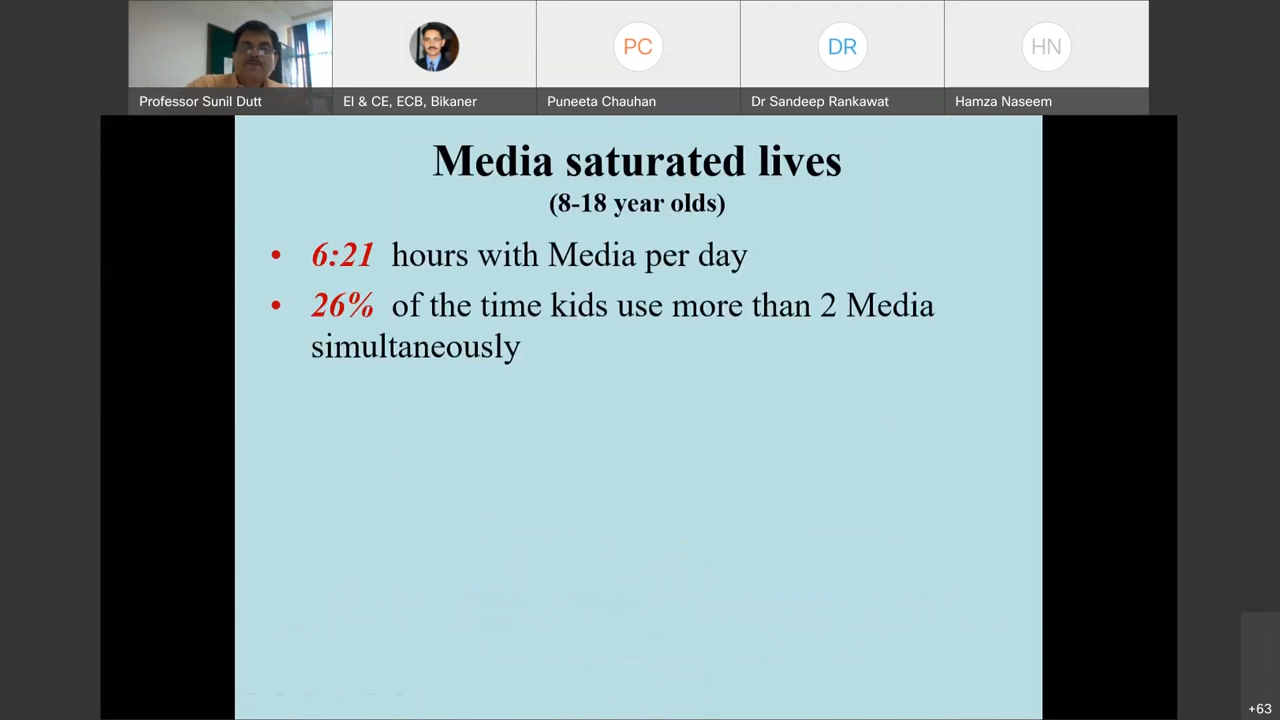 PC
DR
HN
Professor Sunil Dutt
EI & CE, ECB, Bikaner
Puneeta Chauhan
Dr Sandeep Rankawat
Hamza Naseem
Media saturated lives
(8-18 year olds)
• 6:21 hours with Media per day
• 26% of the time kids use more than 2 Media
simultaneously
+63